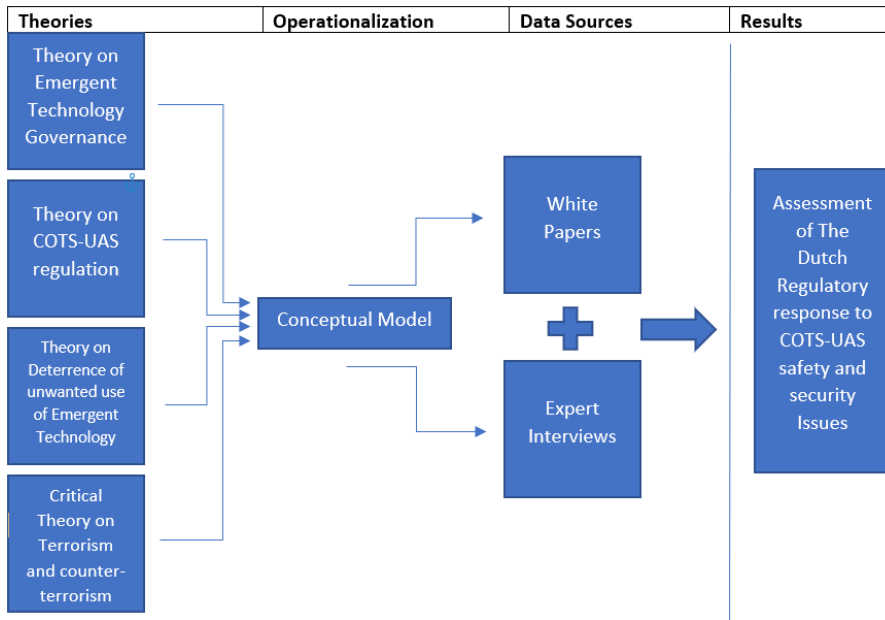 Theories
Operationalization
Data Sources
Results
Theory on
Emergent
Technology
Governance
Theory on
COTS-UAS
regulation
Theory on
Deterrence of
unwanted use
of Emergent
Technology
Critical
Theory on
Terrorism
and counter-
terrorism
Conceptual Model
White
Papers
Expert
Interviews
Assessment
of The
Dutch
Regulatory
response to
COTS-UAS
safety and
security
Issues